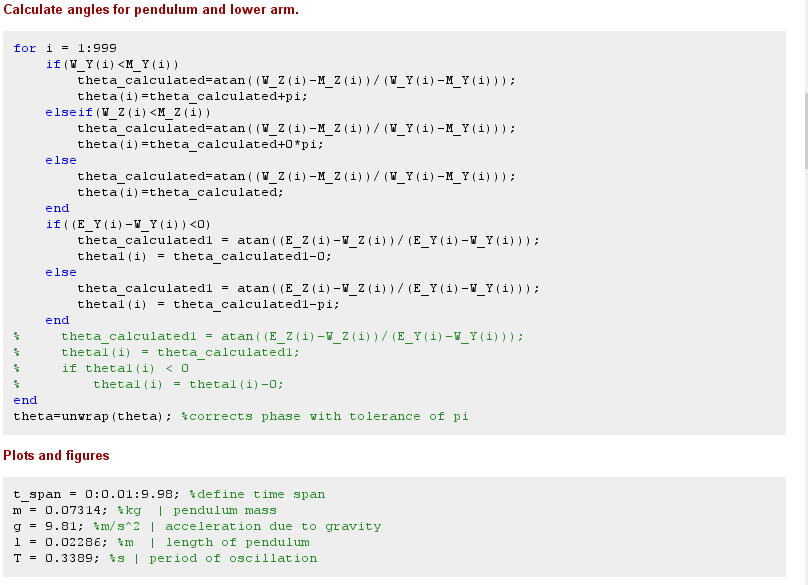 Calculate angles for pendulum and lower arm.
for i = 1:999
    if(W_Y(i)<M_Y(i))
        theta_calculated=atan((W_Z(i)-M_Z(i))/(W_Y(i)-M_Y(i)));
        theta(i)=theta_calculated+pi;
    elseif(W_Z(i)<M_Z(i))
        theta_calculated=atan((W_Z(i)-M_Z(i))/(W_Y(i)-M_Y(i)));
        theta(i)=theta_calculated+0*pi;
    else
        theta_calculated=atan((W_Z(i)-M_Z(i))/(W_Y(i)-M_Y(i)));
        theta(i)=theta_calculated;
    end
    if((E_Y(i)-W_Y(i))<0)
        theta_calculated1 = atan((E_Z(i)-W_Z(i))/(E_Y(i)-W_Y(i)));
        theta1(i) = theta_calculated1-0;
    else
        theta_calculated1 = atan((E_Z(i)-W_Z(i))/(E_Y(i)-W_Y(i)));
        theta1(i) = theta_calculated1-pi;
    end
%     theta_calculated1 = atan((E_Z(i)-W_Z(i))/(E_Y(i)-W_Y(i)));
%     theta1(i) = theta_calculated1;
%     if theta1(i) < 0
%         theta1(i) = theta1(i)-0;
end
theta=unwrap(theta); %corrects phase with tolerance of pi
Plots and figures
t_span = 0:0.01:9.98; %define time span
m = 0.07314; %kg  | pendulum mass
g = 9.81; %m/s^2 | acceleration due to gravity
l = 0.02286; %m  | length of pendulum
T = 0.3389; %s | period of oscillation